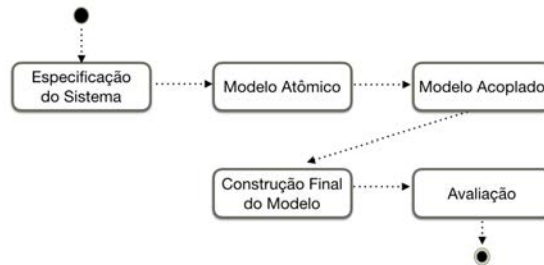 Especificação
do Sistema
Modelo Atômico
Modelo Acoplado
Construção Final
do Modelo
Avaliação